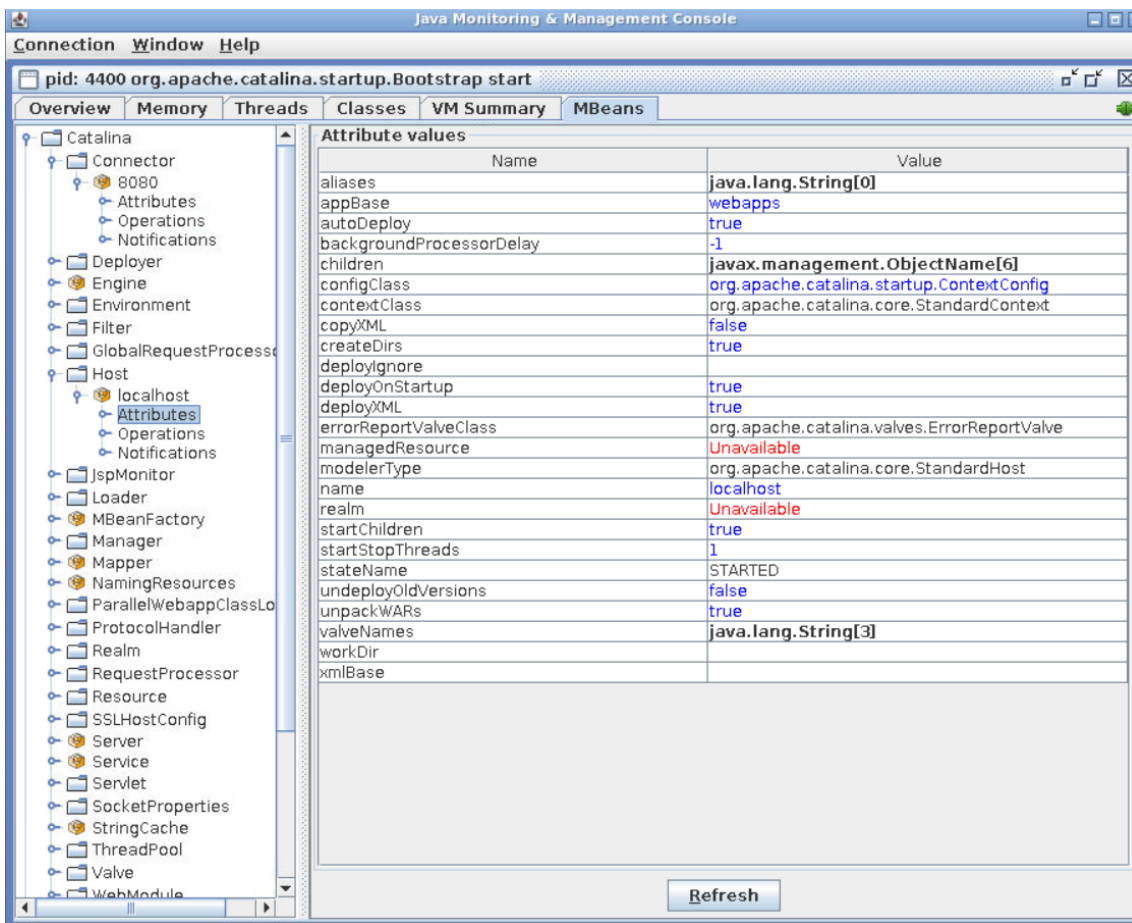 Java Monitoring & Management Console
Connection Window Help
pid: 4400 org.apache.catalina.startup.Bootstrap start
Overview Memory Threads Classes VM Summary MBeans
Catalina
Connector
8080
Attributes
Operations
Notifications
Deployer
Engine
Environment
Filter
GlobalRequestProcesso
Host
localhost
Attributes
Operations
Notifications
JspMonitor
Loader
MBeanFactory
Manager
Mapper
NamingResources
ParallelWebappClassLo
ProtocolHandler
Realm
RequestProcessor
Resource
SSLHostConfig
Server
Service
Servlet
SocketProperties
StringCache
ThreadPool
Valve
WebModule
Attribute values
Name Value
aliases java.lang.String[0]
appBase webapps
autoDeploy true
backgroundProcessorDelay -1
children javax.management.ObjectName[6]
configClass org.apache.catalina.startup.ContextConfig
contextClass org.apache.catalina.core.StandardContext
copyXML false
createDirs true
deployIgnore
deployOnStartup true
deployXML true
errorReportValveClass org.apache.catalina.valves.ErrorReportValve
managedResource Unavailable
modelerType org.apache.catalina.core.StandardHost
name localhost
realm Unavailable
startChildren true
startStopThreads 1
stateName STARTED
undeployOldVersions false
unpackWARs true
valveNames java.lang.String[3]
workDir
xmlBase
Refresh